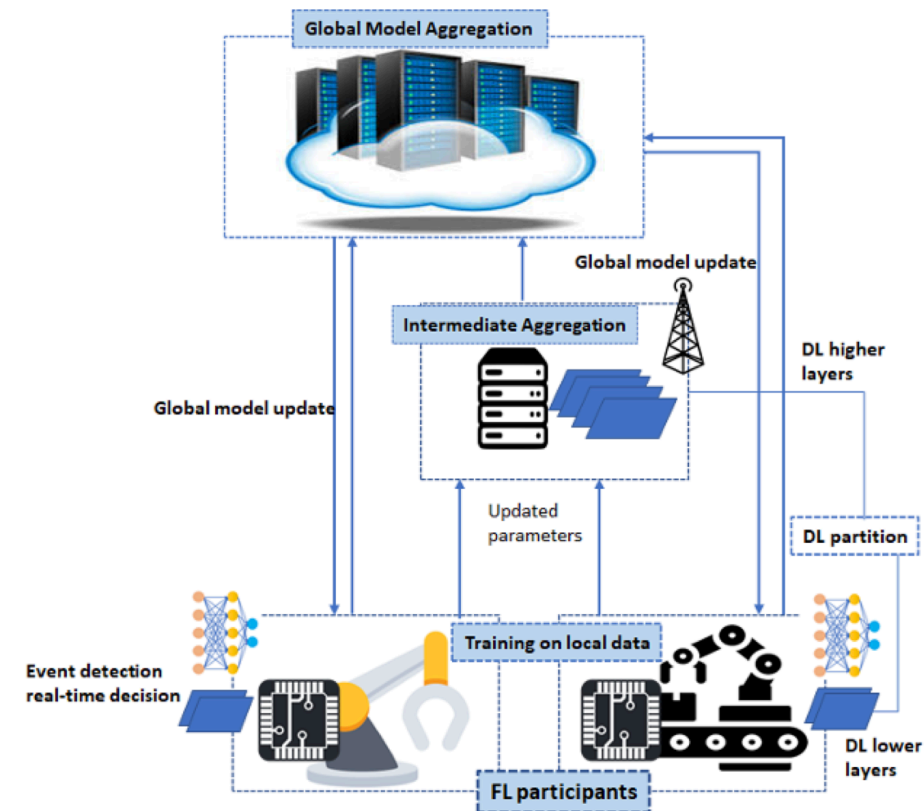 Global Model Aggregation
Global model update
Intermediate Aggregation
DL higher
layers
Global model update
Updated
parameters
DL partition
Training on local data
Event detection
real-time decision
DL lower
layers
FL participants